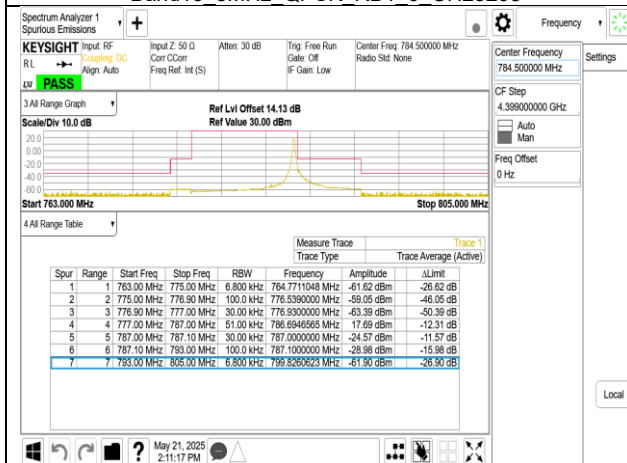 Spectrum Analyzer 1
Spurious Emissions
Frequency
KEYSIGHT Input: RF Input Z: 50 Ω Atten: 30 dB Trig: Free Run Center Freq: 784.500000 MHz
RL Coupling: DC Corr CCorr Gate: Off Radio Std: None
Align: Auto Freq Ref: Int (S) IF Gain: Low
LXI PASS
Center Frequency
784.500000 MHz
Settings
CF Step
4.399000000 GHz
Auto
Man
Freq Offset
0 Hz
3 All Range Graph
Ref Lvl Offset 14.13 dB
Scale/Div 10.0 dB Ref Value 30.00 dBm
20.0
0.00
-20.0
-40.0
-60.0
Start 763.000 MHz Stop 805.000 MHz
4 All Range Table
Measure Trace Trace 1
Trace Type Trace Average (Active)
Spur Range Start Freq Stop Freq RBW Frequency Amplitude ΔLimit
1 1 763.00 MHz 775.00 MHz 6.800 kHz 764.7711048 MHz -61.62 dBm -26.62 dB
2 2 775.00 MHz 776.90 MHz 100.0 kHz 776.5390000 MHz -59.05 dBm -46.05 dB
3 3 776.90 MHz 777.00 MHz 30.00 kHz 776.9300000 MHz -63.39 dBm -50.39 dB
4 4 777.00 MHz 787.00 MHz 51.00 kHz 786.6946565 MHz 17.69 dBm -12.31 dB
5 5 787.00 MHz 787.10 MHz 30.00 kHz 787.0000000 MHz -24.57 dBm -11.57 dB
6 6 787.10 MHz 793.00 MHz 100.0 kHz 787.1000000 MHz -28.98 dBm -15.98 dB
7 7 793.00 MHz 805.00 MHz 6.800 kHz 799.8260623 MHz -61.90 dBm -26.90 dB
Local
May 21, 2025
2:11:17 PM